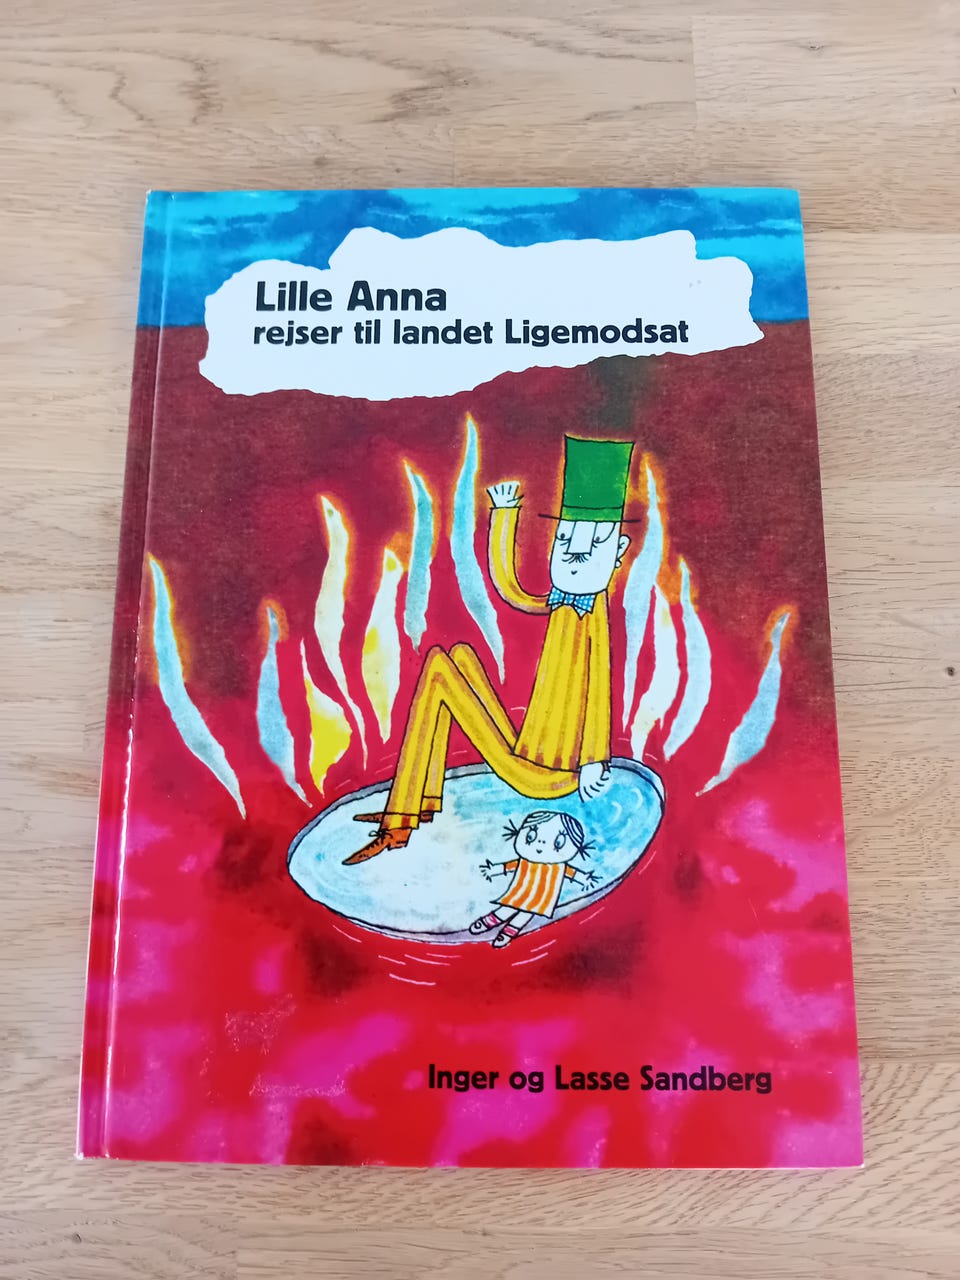 Lille Anna
rejser til landet Ligemodsat
Inger og Lasse Sandberg